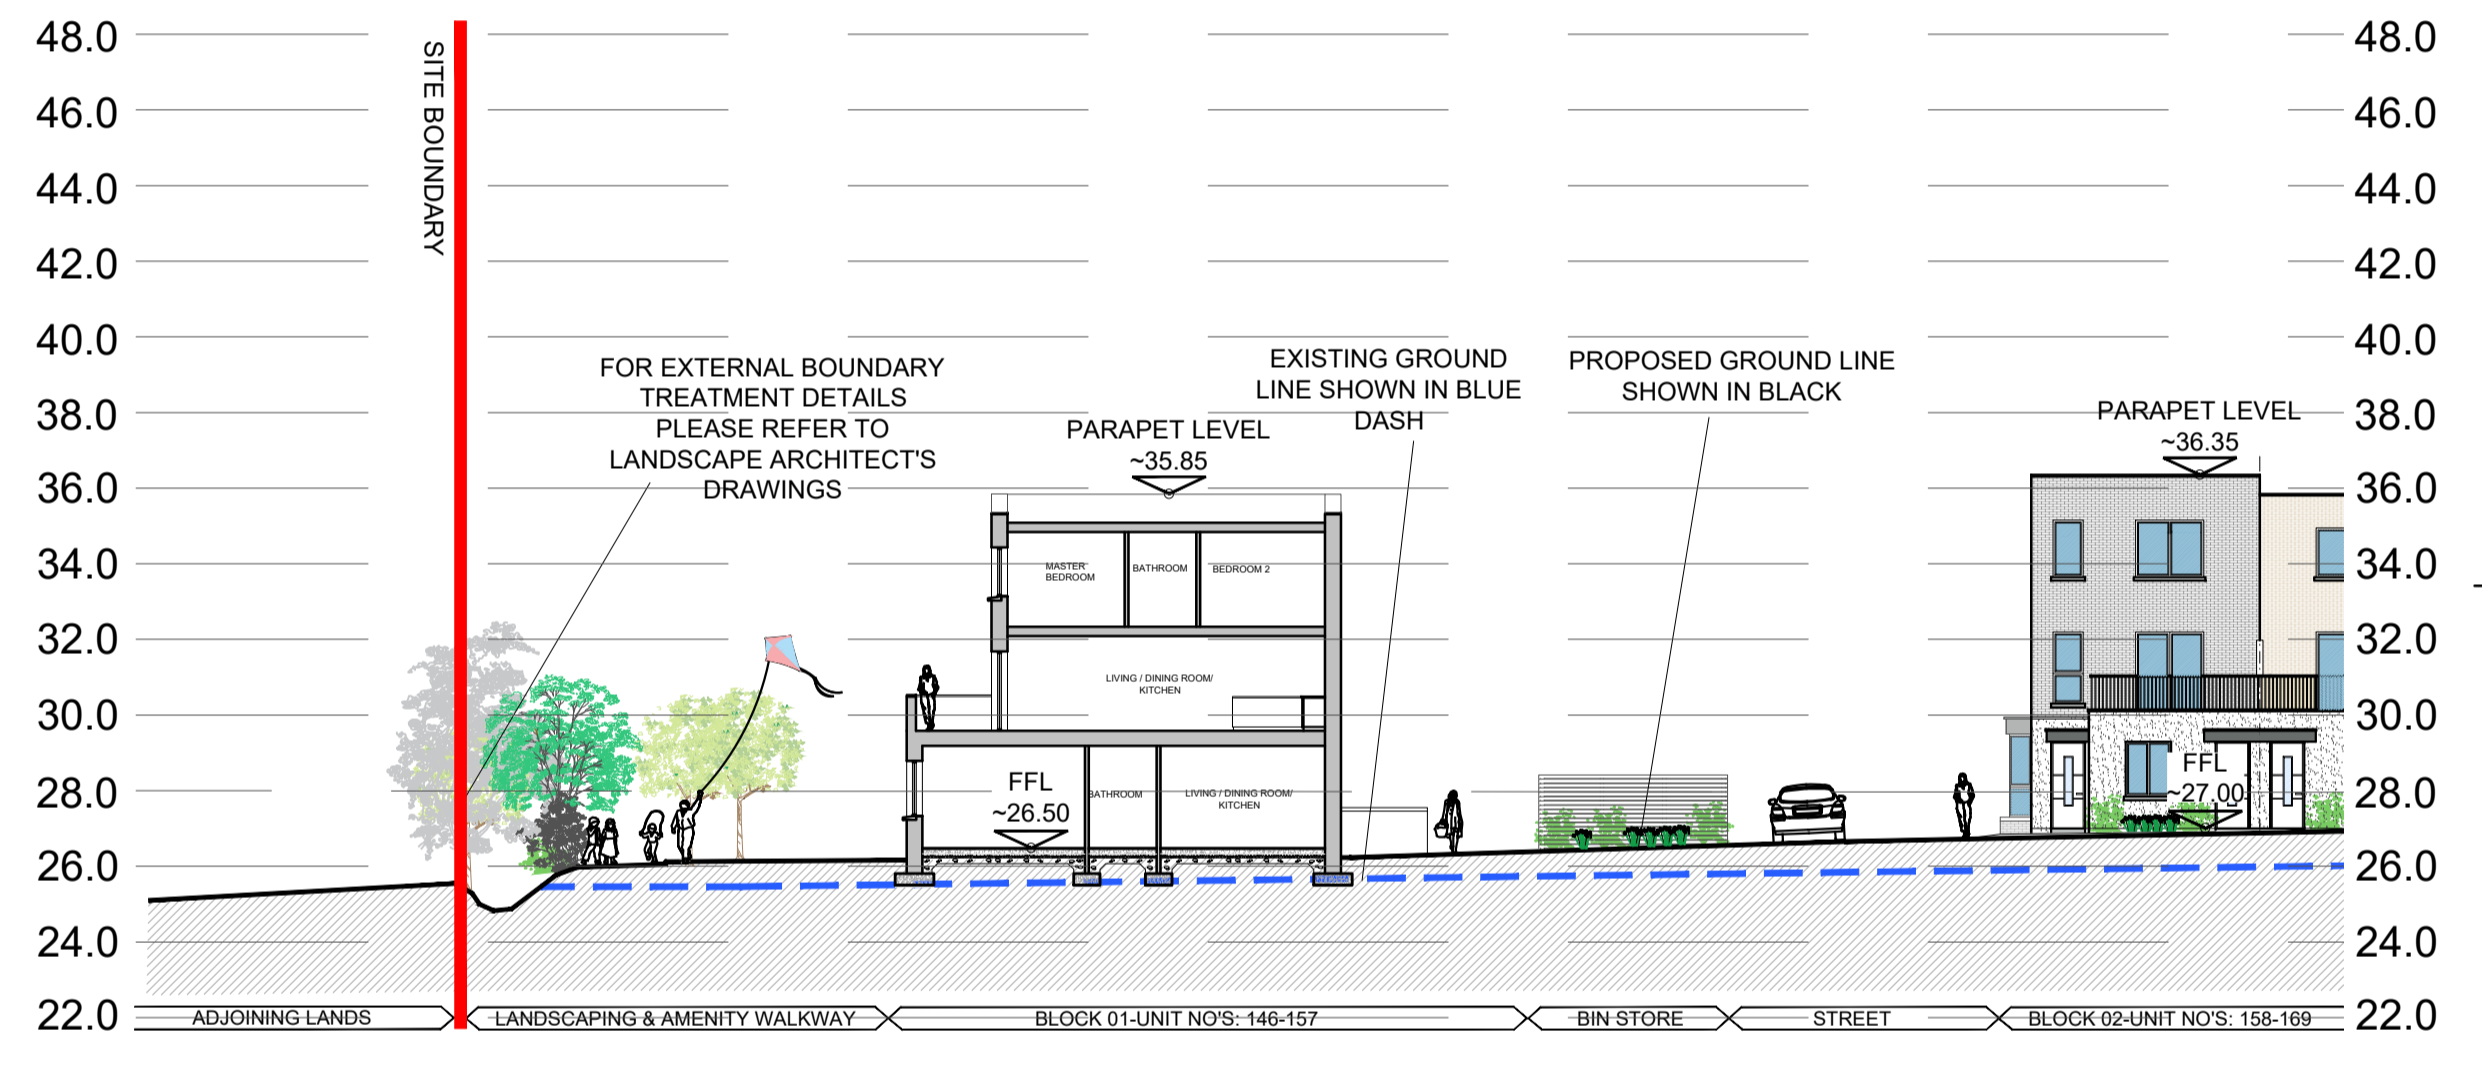 48.0
46.0
44.0
42.0
40.0
38.0
36.0
34.0
32.0
30.0
28.0
26.0
24.0
22.0
SITE BOUNDARY
FOR EXTERNAL BOUNDARY
TREATMENT DETAILS
PLEASE REFER TO
LANDSCAPE ARCHITECT'S
DRAWINGS
PARAPET LEVEL
~35.85
EXISTING GROUND
LINE SHOWN IN BLUE
DASH
PROPOSED GROUND LINE
SHOWN IN BLACK
PARAPET LEVEL
~36.35
MASTER
BEDROOM
BATHROOM
BEDROOM 2
LIVING / DINING ROOM/
KITCHEN
FFL
~26.50
BATHROOM
LIVING / DINING ROOM/
KITCHEN
FFL
~27.00
48.0
46.0
44.0
42.0
40.0
38.0
36.0
34.0
32.0
30.0
28.0
26.0
24.0
22.0
ADJOINING LANDS
LANDSCAPING & AMENITY WALKWAY
BLOCK 01-UNIT NO'S: 146-157
BIN STORE
STREET
BLOCK 02-UNIT NO'S: 158-169